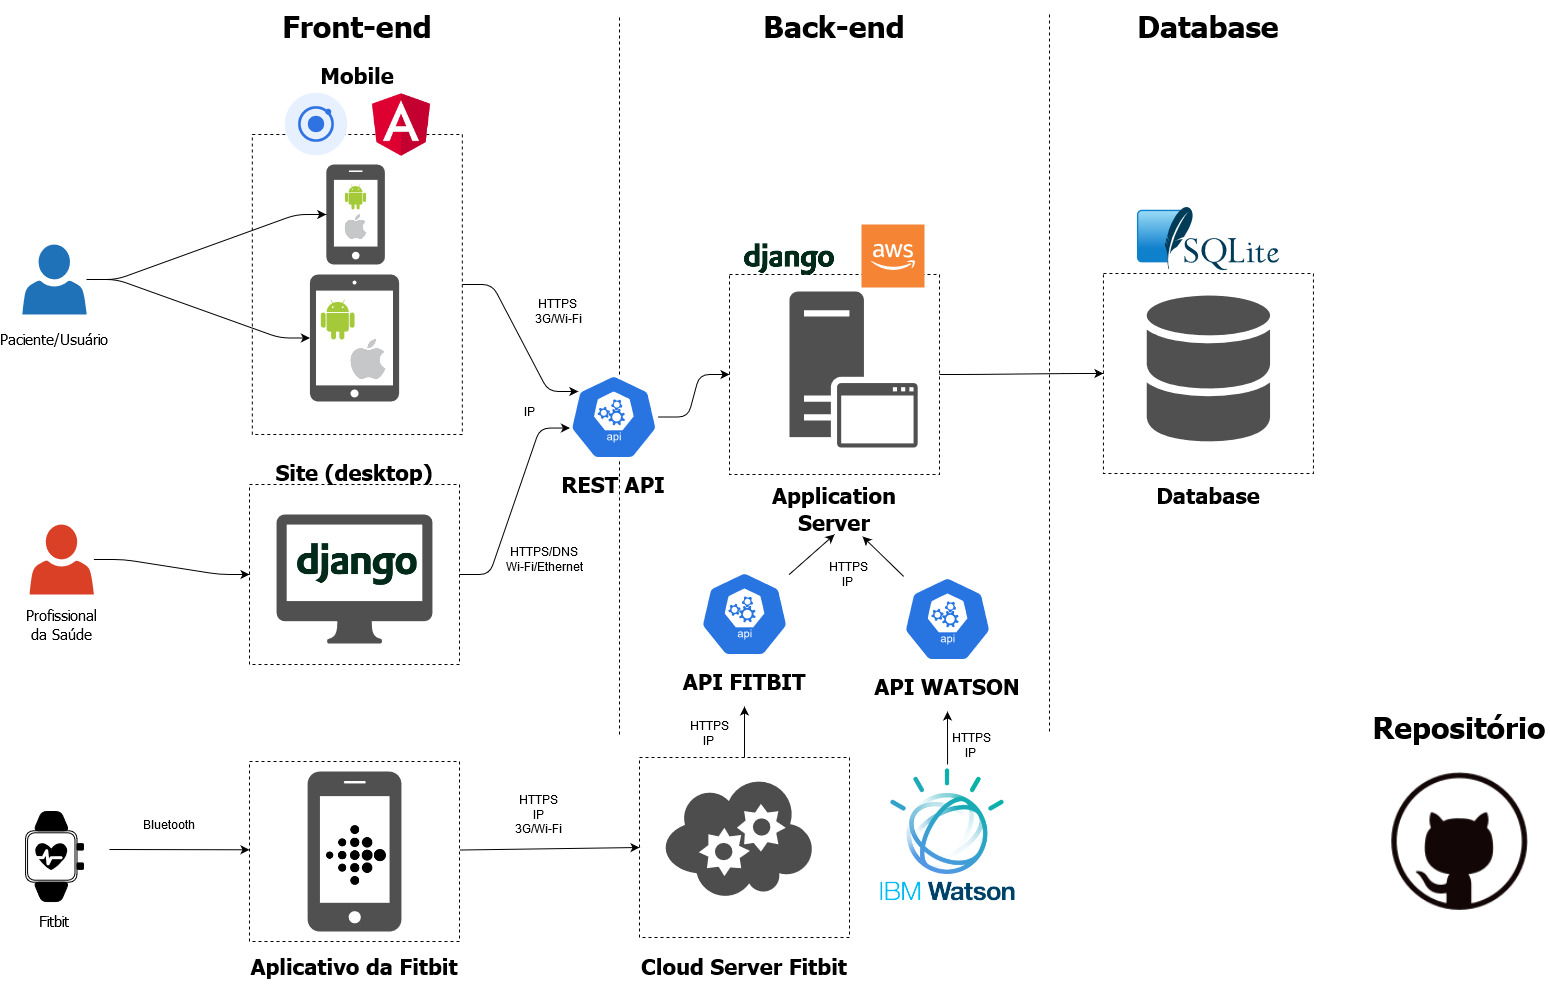 Front-end
Back-end
Database
Mobile
A
HTTPS
3G/Wi-Fi
Paciente/Usuário
django
aws
SQLite
IP
api
REST API
Application
Server
Database
Site (desktop)
django
HTTPS/DNS
Wi-Fi/Ethernet
Profissional
da Saúde
HTTPS
IP
api
API FITBIT
api
API WATSON
HTTPS
IP
HTTPS
IP
IBM Watson
Repositório
Bluetooth
Fitbit
HTTPS
IP
3G/Wi-Fi
Aplicativo da Fitbit
Cloud Server Fitbit